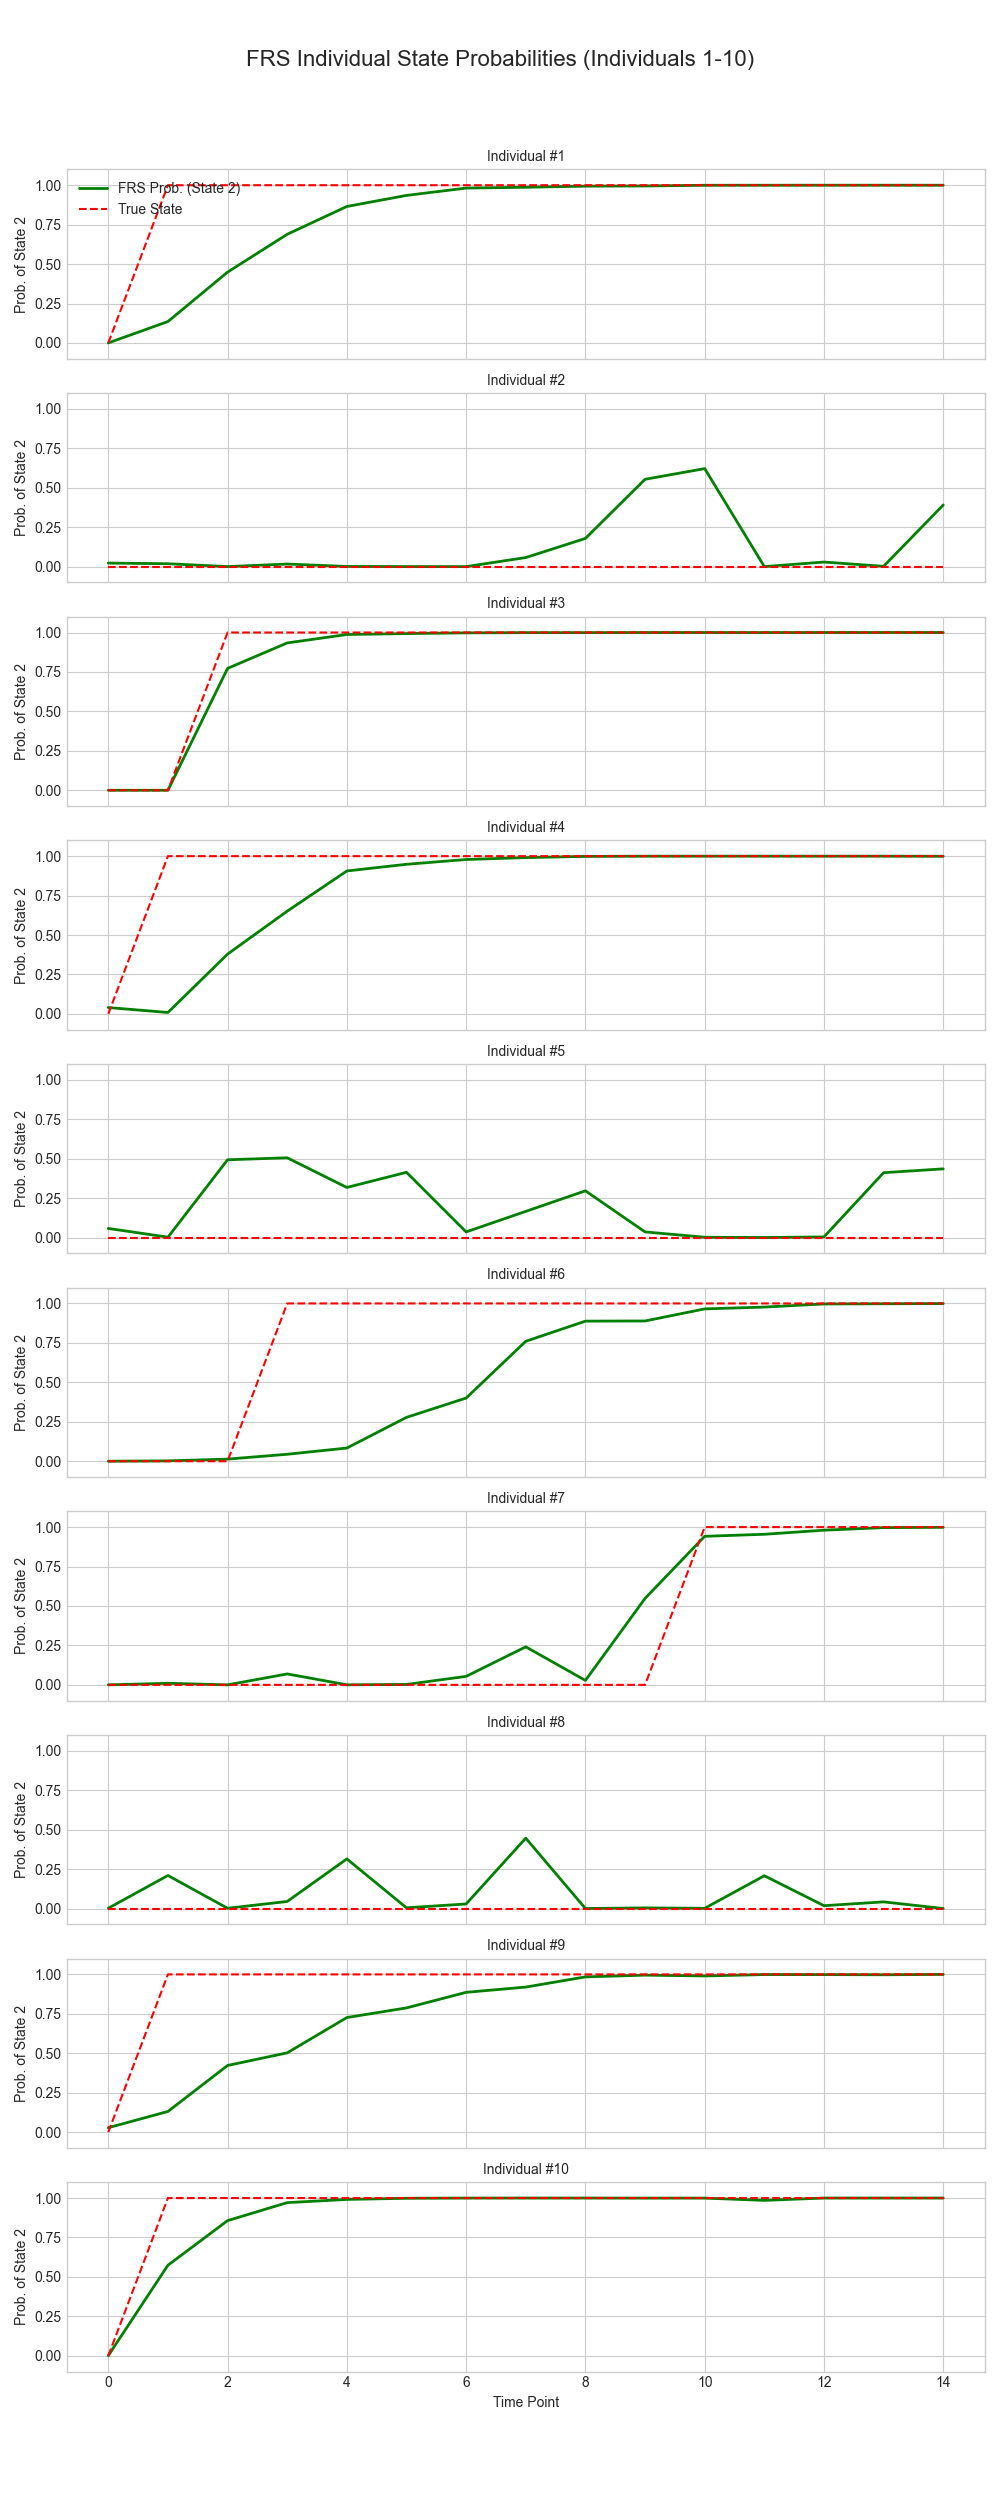 FRS Individual State Probabilities (Individuals 1-10)
Individual #1
FRS Prob. (State 2)
True State
Prob. of State 2
1.00
0.75
0.50
0.25
0.00
Individual #2
Prob. of State 2
1.00
0.75
0.50
0.25
0.00
Individual #3
Prob. of State 2
1.00
0.75
0.50
0.25
0.00
Individual #4
Prob. of State 2
1.00
0.75
0.50
0.25
0.00
Individual #5
Prob. of State 2
1.00
0.75
0.50
0.25
0.00
Individual #6
Prob. of State 2
1.00
0.75
0.50
0.25
0.00
Individual #7
Prob. of State 2
1.00
0.75
0.50
0.25
0.00
Individual #8
Prob. of State 2
1.00
0.75
0.50
0.25
0.00
Individual #9
Prob. of State 2
1.00
0.75
0.50
0.25
0.00
Individual #10
Prob. of State 2
1.00
0.75
0.50
0.25
0.00
0 2 4 6 8 10 12 14
Time Point